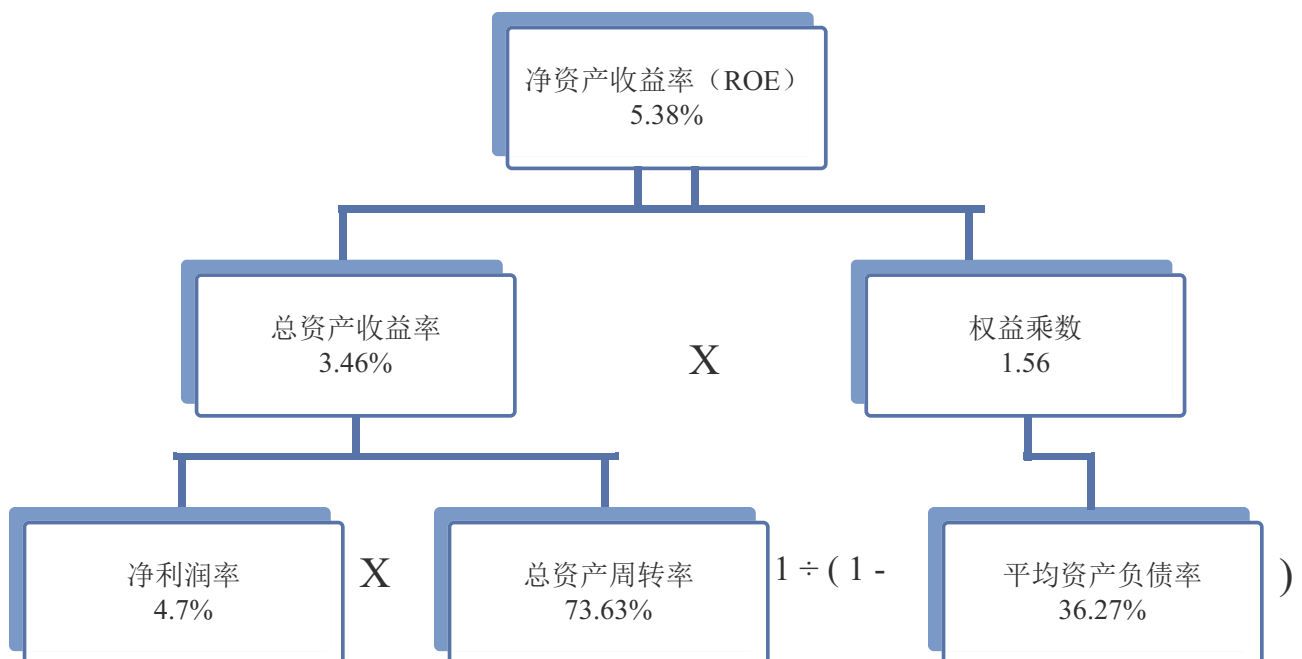 净资产收益率（ROE）
5.38%
总资产收益率
3.46%
X
权益乘数
1.56
净利润率
4.7%
X
总资产周转率
73.63%
1 ÷ ( 1 -
平均资产负债率
36.27%
)